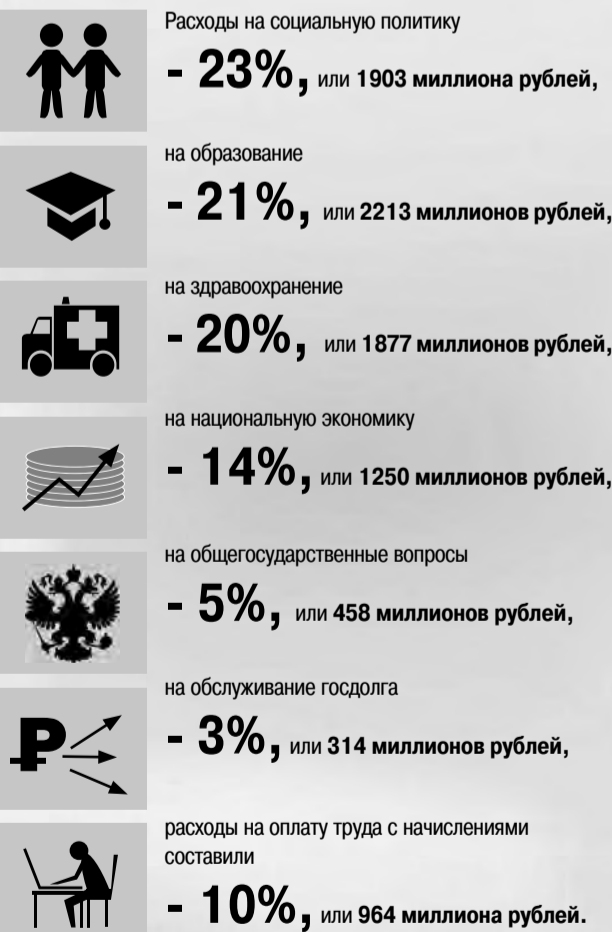 Расходы на социальную политику
- 23%, или 1903 миллиона рублей,
на образование
- 21%, или 2213 миллионов рублей,
на здравоохранение
- 20%, или 1877 миллионов рублей,
на национальную экономику
- 14%, или 1250 миллионов рублей,
на общегосударственные вопросы
- 5%, или 458 миллионов рублей,
на обслуживание госдолга
- 3%, или 314 миллионов рублей,
расходы на оплату труда с начислениями
составили
- 10%, или 964 миллиона рублей.